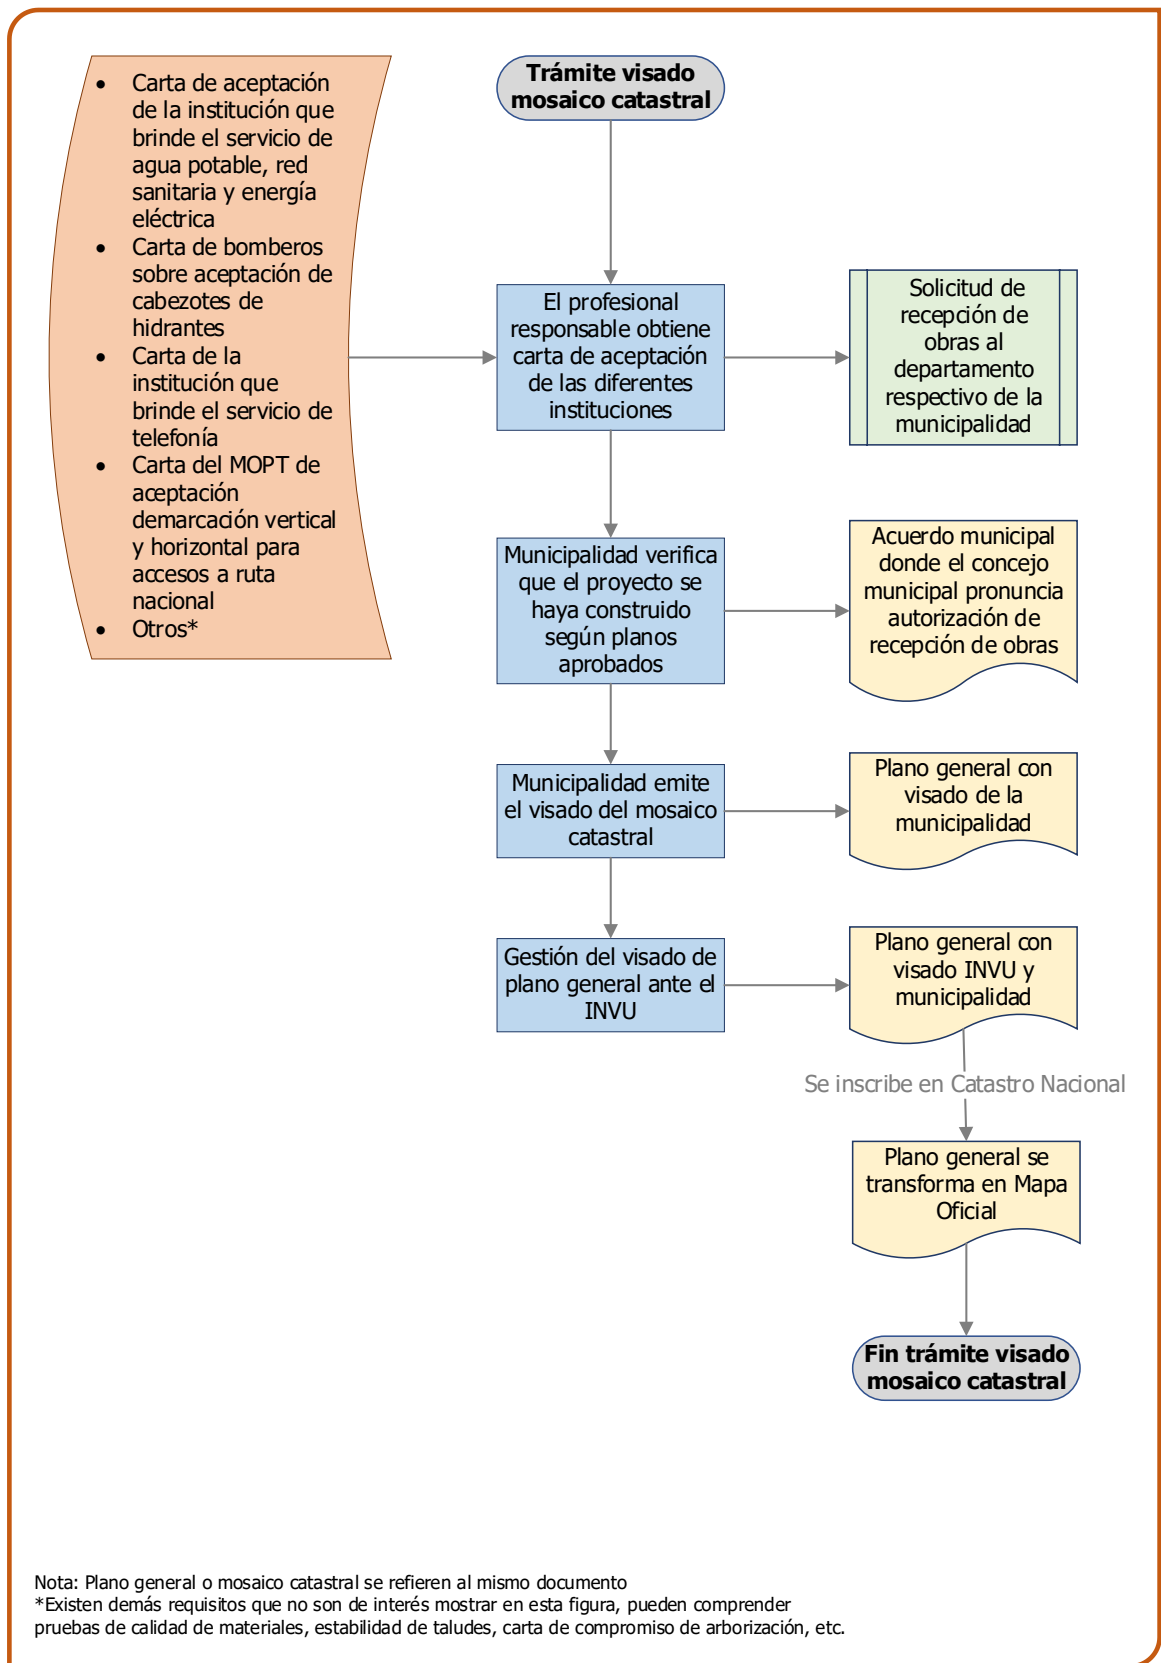 Trámite visado
mosaico catastral
• Carta de aceptación
de la institución que
brinde el servicio de
agua potable, red
sanitaria y energía
eléctrica
• Carta de bomberos
sobre aceptación de
cabezotes de
hidrantes
• Carta de la
institución que
brinde el servicio de
telefonía
• Carta del MOPT de
aceptación
demarcación vertical
y horizontal para
accesos a ruta
nacional
• Otros*
El profesional
responsable obtiene
carta de aceptación
de las diferentes
instituciones
Solicitud de
recepción de
obras al
departamento
respectivo de la
municipalidad
Municipalidad verifica
que el proyecto se
haya construido
según planos
aprobados
Acuerdo municipal
donde el concejo
municipal pronuncia
autorización de
recepción de obras
Municipalidad emite
el visado del mosaico
catastral
Plano general con
visado de la
municipalidad
Gestión del visado de
plano general ante el
INVU
Plano general con
visado INVU y
municipalidad
Se inscribe en Catastro Nacional
Plano general se
transforma en Mapa
Oficial
Fin trámite visado
mosaico catastral
Nota: Plano general o mosaico catastral se refieren al mismo documento
*Existen demás requisitos que no son de interés mostrar en esta figura, pueden comprender
pruebas de calidad de materiales, estabilidad de taludes, carta de compromiso de arborización, etc.